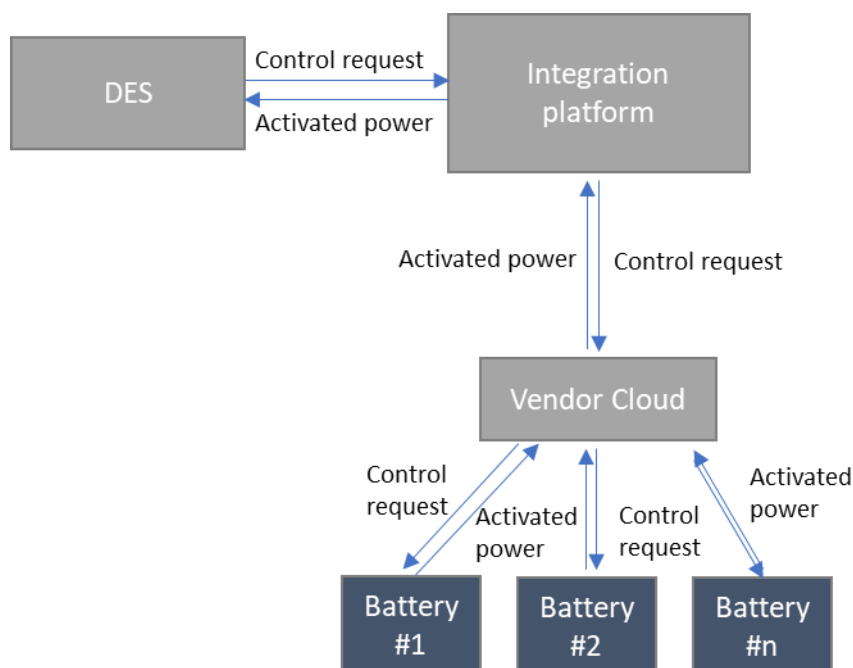 DES
Control request
Activated power
Integration
platform
Activated power
Control request
Vendor Cloud
Control
request
Activated
power
Control
request
Activated
power
Battery
#1
Battery
#2
Battery
#n